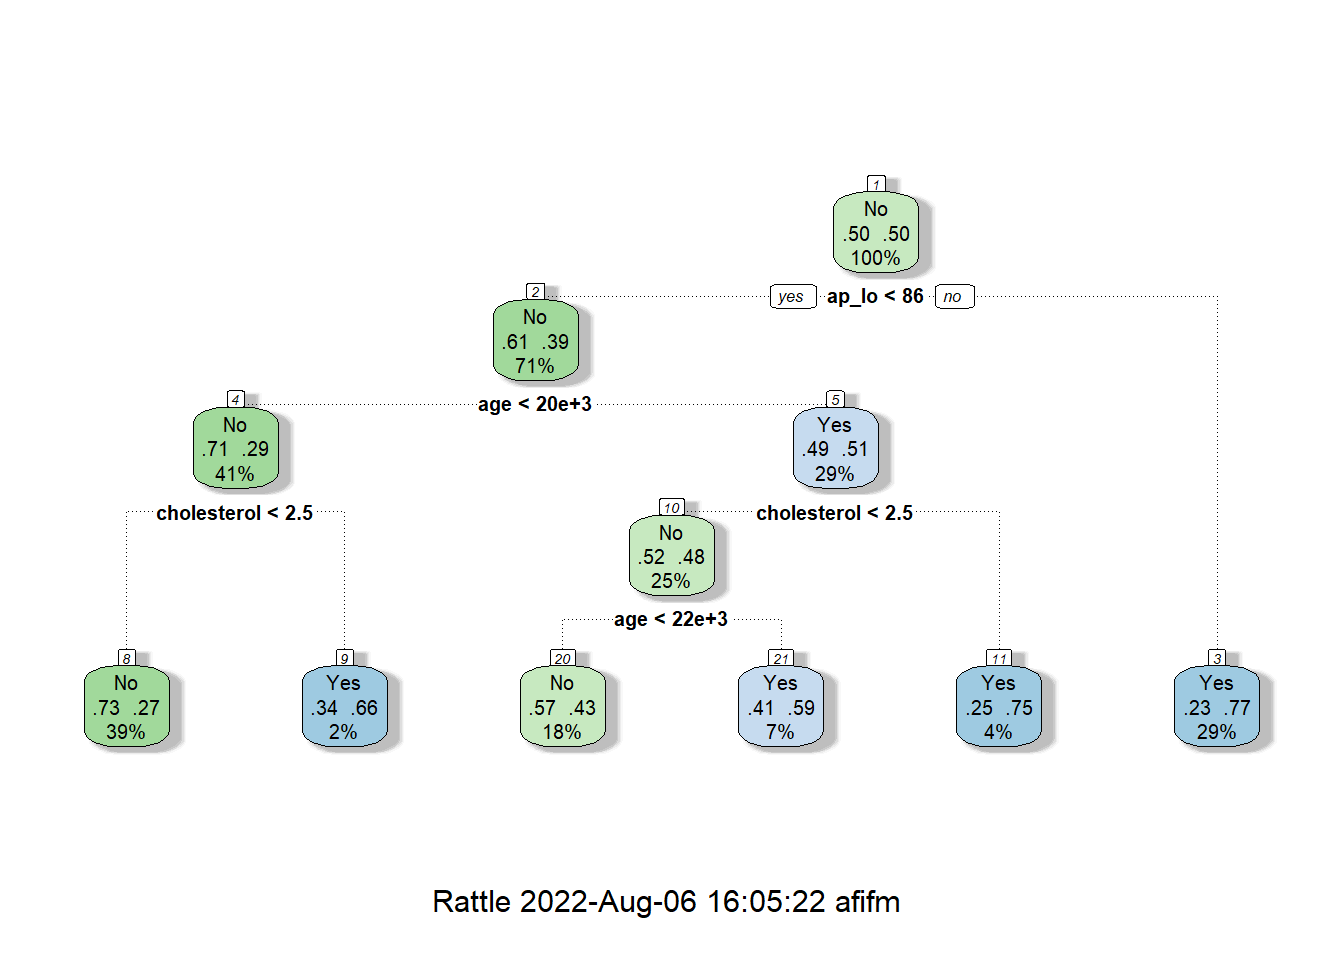 1
No
.50 .50
100%
yes ap_lo < 86 no
2
No
.61 .39
71%
age < 20e+3
4
No
.71 .29
41%
5
Yes
.49 .51
29%
cholesterol < 2.5
cholesterol < 2.5
10
No
.52 .48
25%
age < 22e+3
8
No
.73 .27
39%
9
Yes
.34 .66
2%
20
No
.57 .43
18%
21
Yes
.41 .59
7%
11
Yes
.25 .75
4%
3
Yes
.23 .77
29%
Rattle 2022-Aug-06 16:05:22 afifm